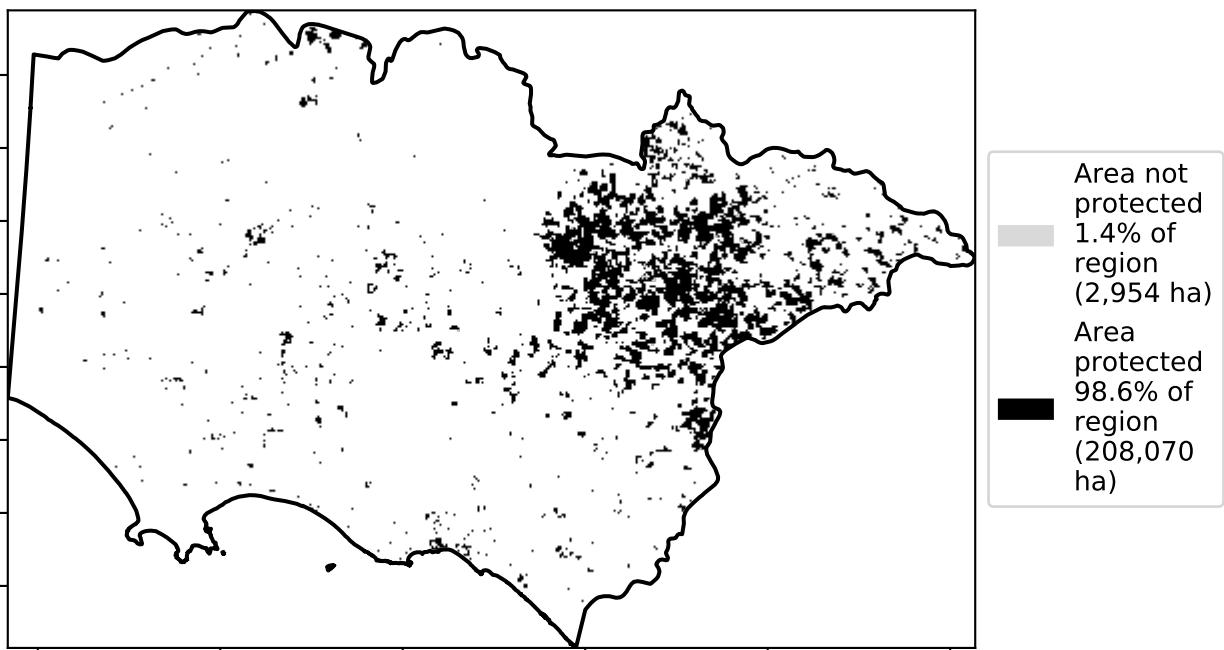 Area not
protected
1.4% of
region
(2,954 ha)
Area
protected
98.6% of
region
(208,070
ha)